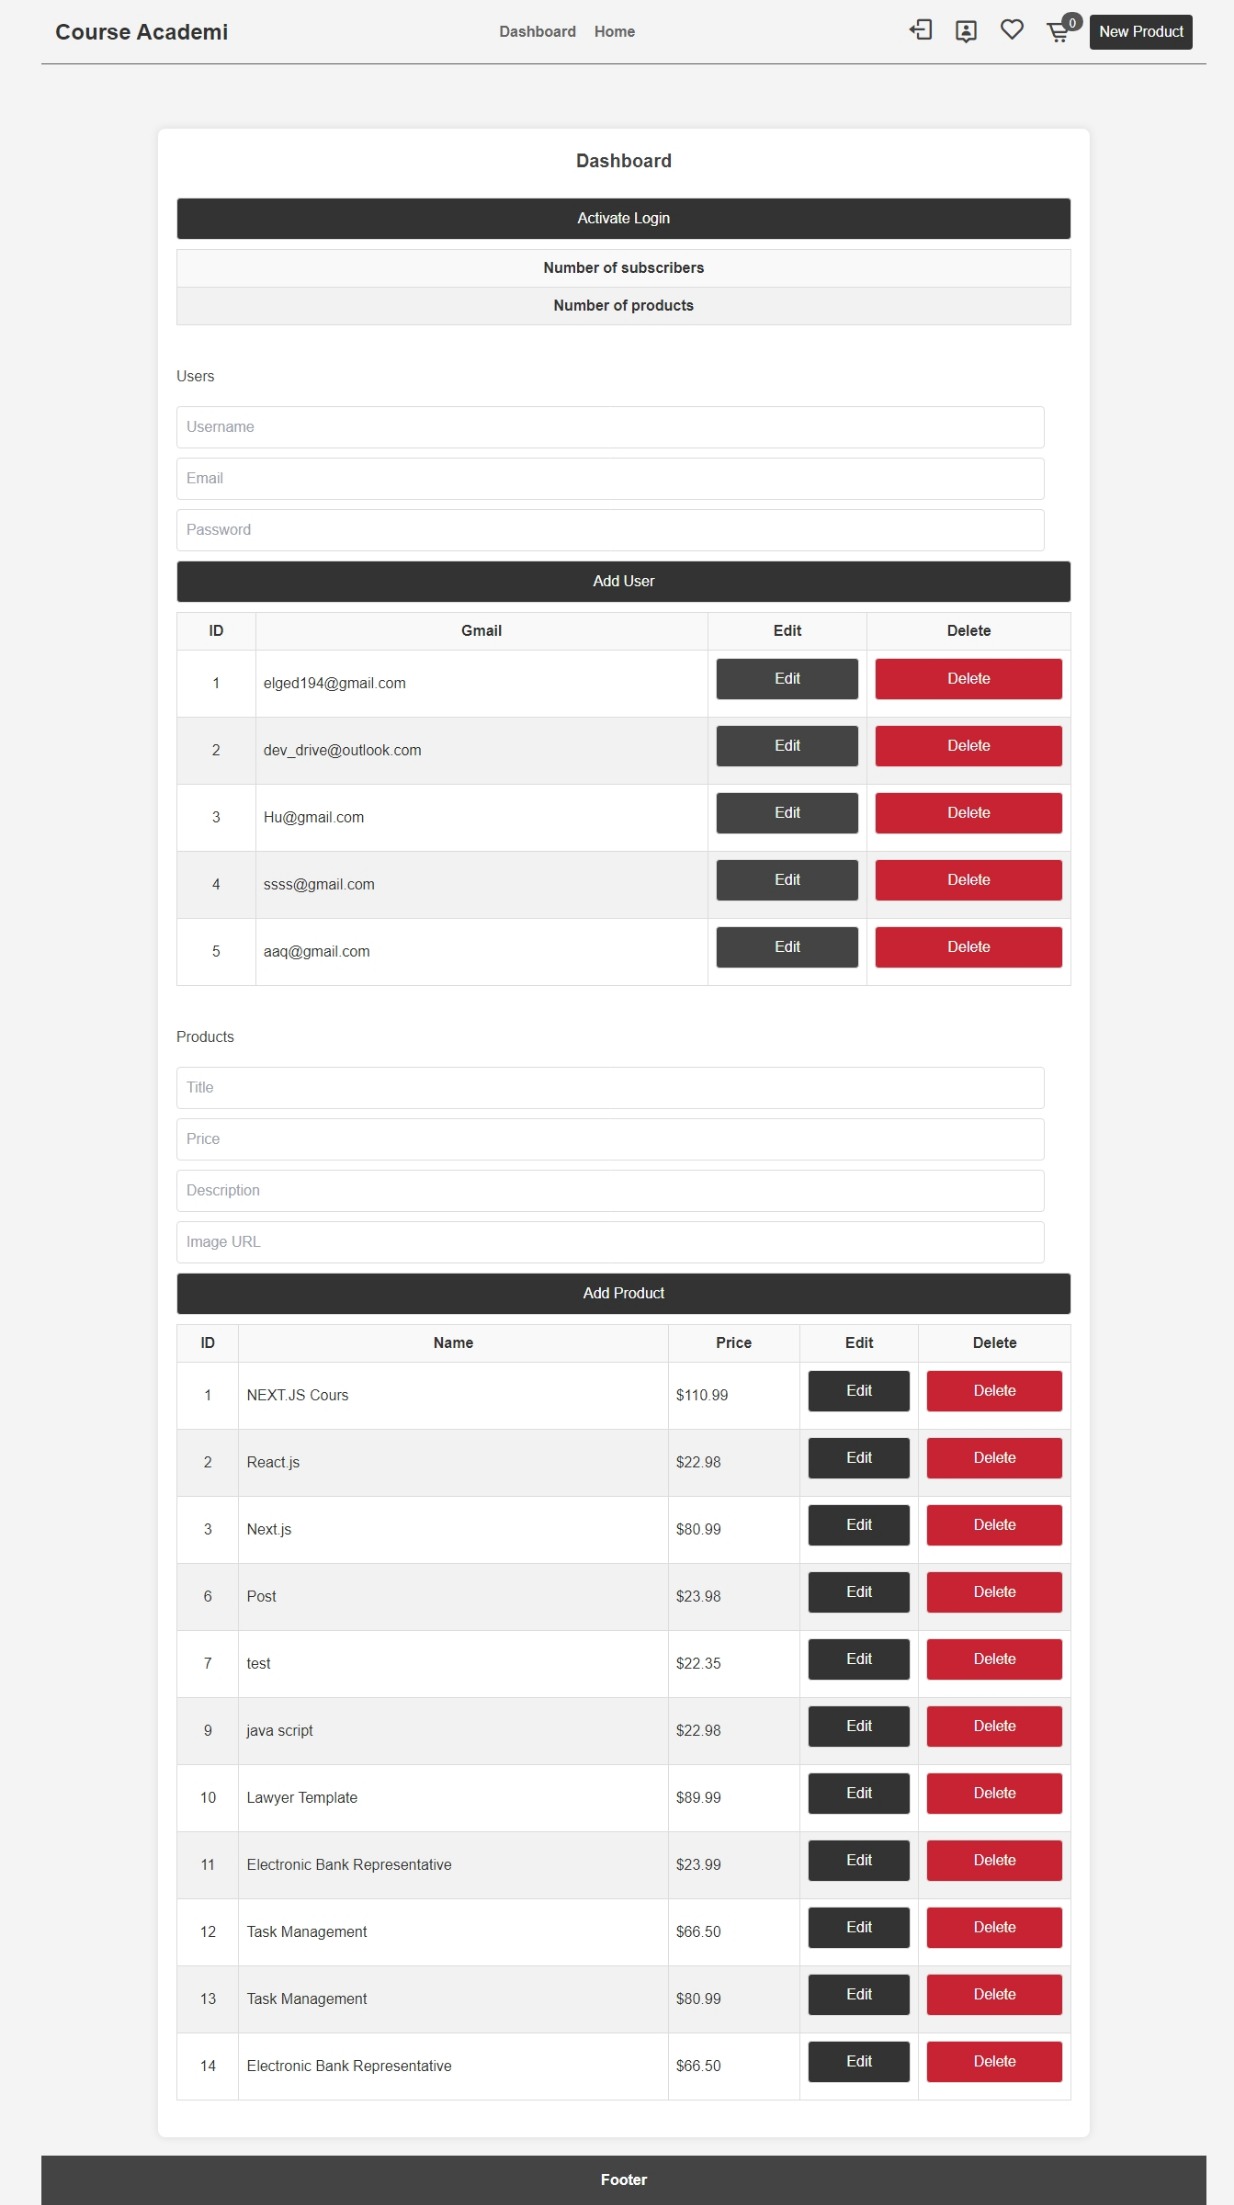 Course Academi Dashboard Home 0 New Product
Dashboard
Activate Login
Number of subscribers
Number of products
Users
Username
Email
Password
Add User
ID Gmail Edit Delete
1 elged194@gmail.com Edit Delete
2 dev_drive@outlook.com Edit Delete
3 Hu@gmail.com Edit Delete
4 ssss@gmail.com Edit Delete
5 aaq@gmail.com Edit Delete
Products
Title
Price
Description
Image URL
Add Product
ID Name Price Edit Delete
1 NEXT.JS Cours $110.99 Edit Delete
2 React.js $22.98 Edit Delete
3 Next.js $80.99 Edit Delete
6 Post $23.98 Edit Delete
7 test $22.35 Edit Delete
9 java script $22.98 Edit Delete
10 Lawyer Template $89.99 Edit Delete
11 Electronic Bank Representative $23.99 Edit Delete
12 Task Management $66.50 Edit Delete
13 Task Management $80.99 Edit Delete
14 Electronic Bank Representative $66.50 Edit Delete
Footer